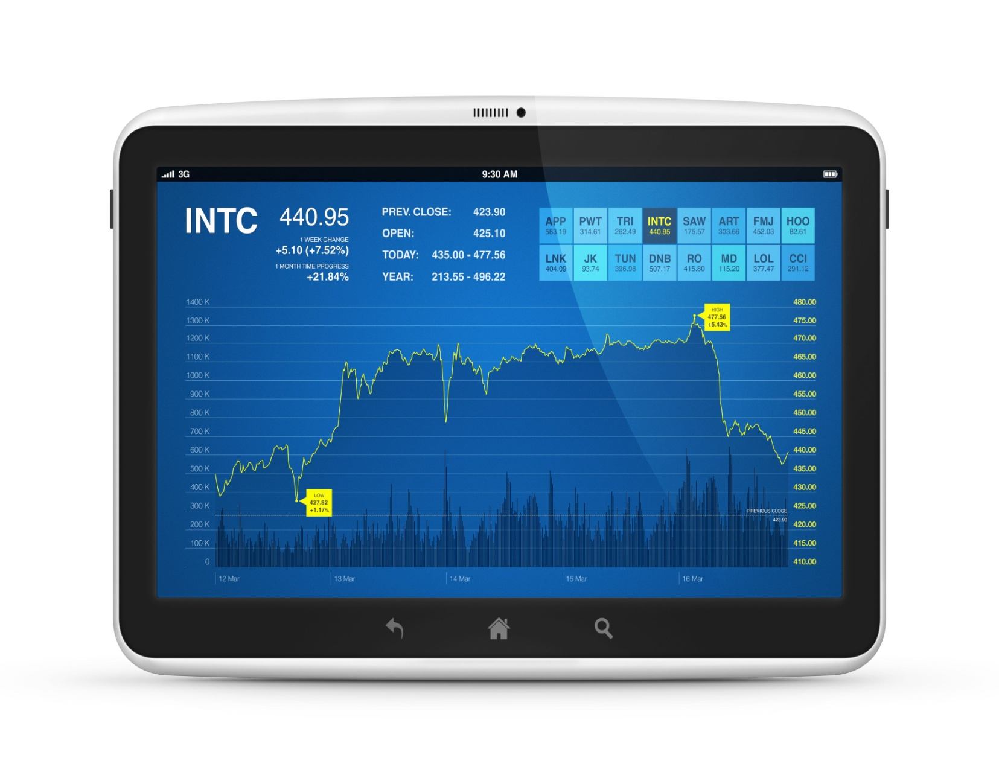 3G
9:30 AM
INTC
440.95
1 WEEK CHANGE
+5.10 (+7.52%)
1 MONTH TIME PROGRESS
+21.84%
PREV. CLOSE: 423.90
OPEN: 425.10
TODAY: 435.00 - 477.56
YEAR: 213.55 - 496.22
APP PWT TRI INTC SAW ART FMJ HOO
583.19 314.61 262.49 440.95 175.57 303.66 452.03 82.61
LNK JK TUN DNB RO MD LOL CCI
404.09 93.74 396.98 507.17 415.80 115.20 377.47 291.12
1400 K
1300 K
1200 K
1100 K
1000 K
900 K
800 K
700 K
600 K
500 K
400 K
300 K
200 K
100 K
0
LOW
427.82
+1.17%
HIGH
477.56
+5.43%
PREVIOUS CLOSE
423.90
480.00
475.00
470.00
465.00
460.00
455.00
450.00
445.00
440.00
435.00
430.00
425.00
420.00
415.00
410.00
12 Mar 13 Mar 14 Mar 15 Mar 16 Mar